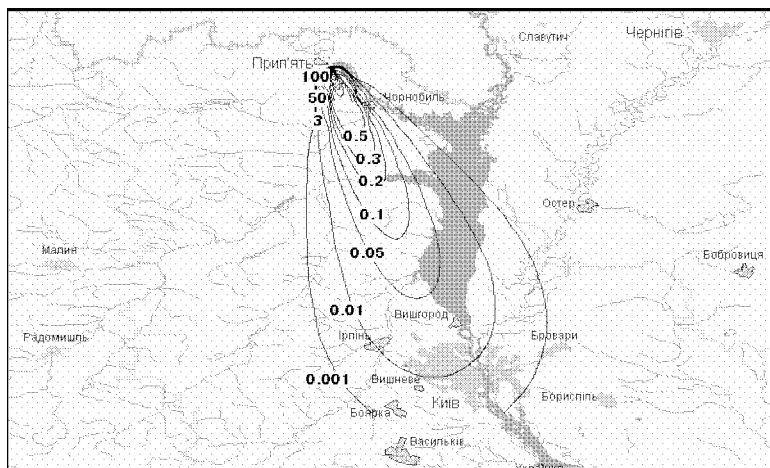 Славутич
Чернігів
Прип'ять
100
50
Чорнобиль
3
0.5
0.3
0.2
Остер
0.1
Малин
0.05
Бобровиця
0.01
Вишгород
Радомишль
Ірпінь
Бровари
0.001
Вишневе
Бориспіль
Київ
Боярка
Васильків